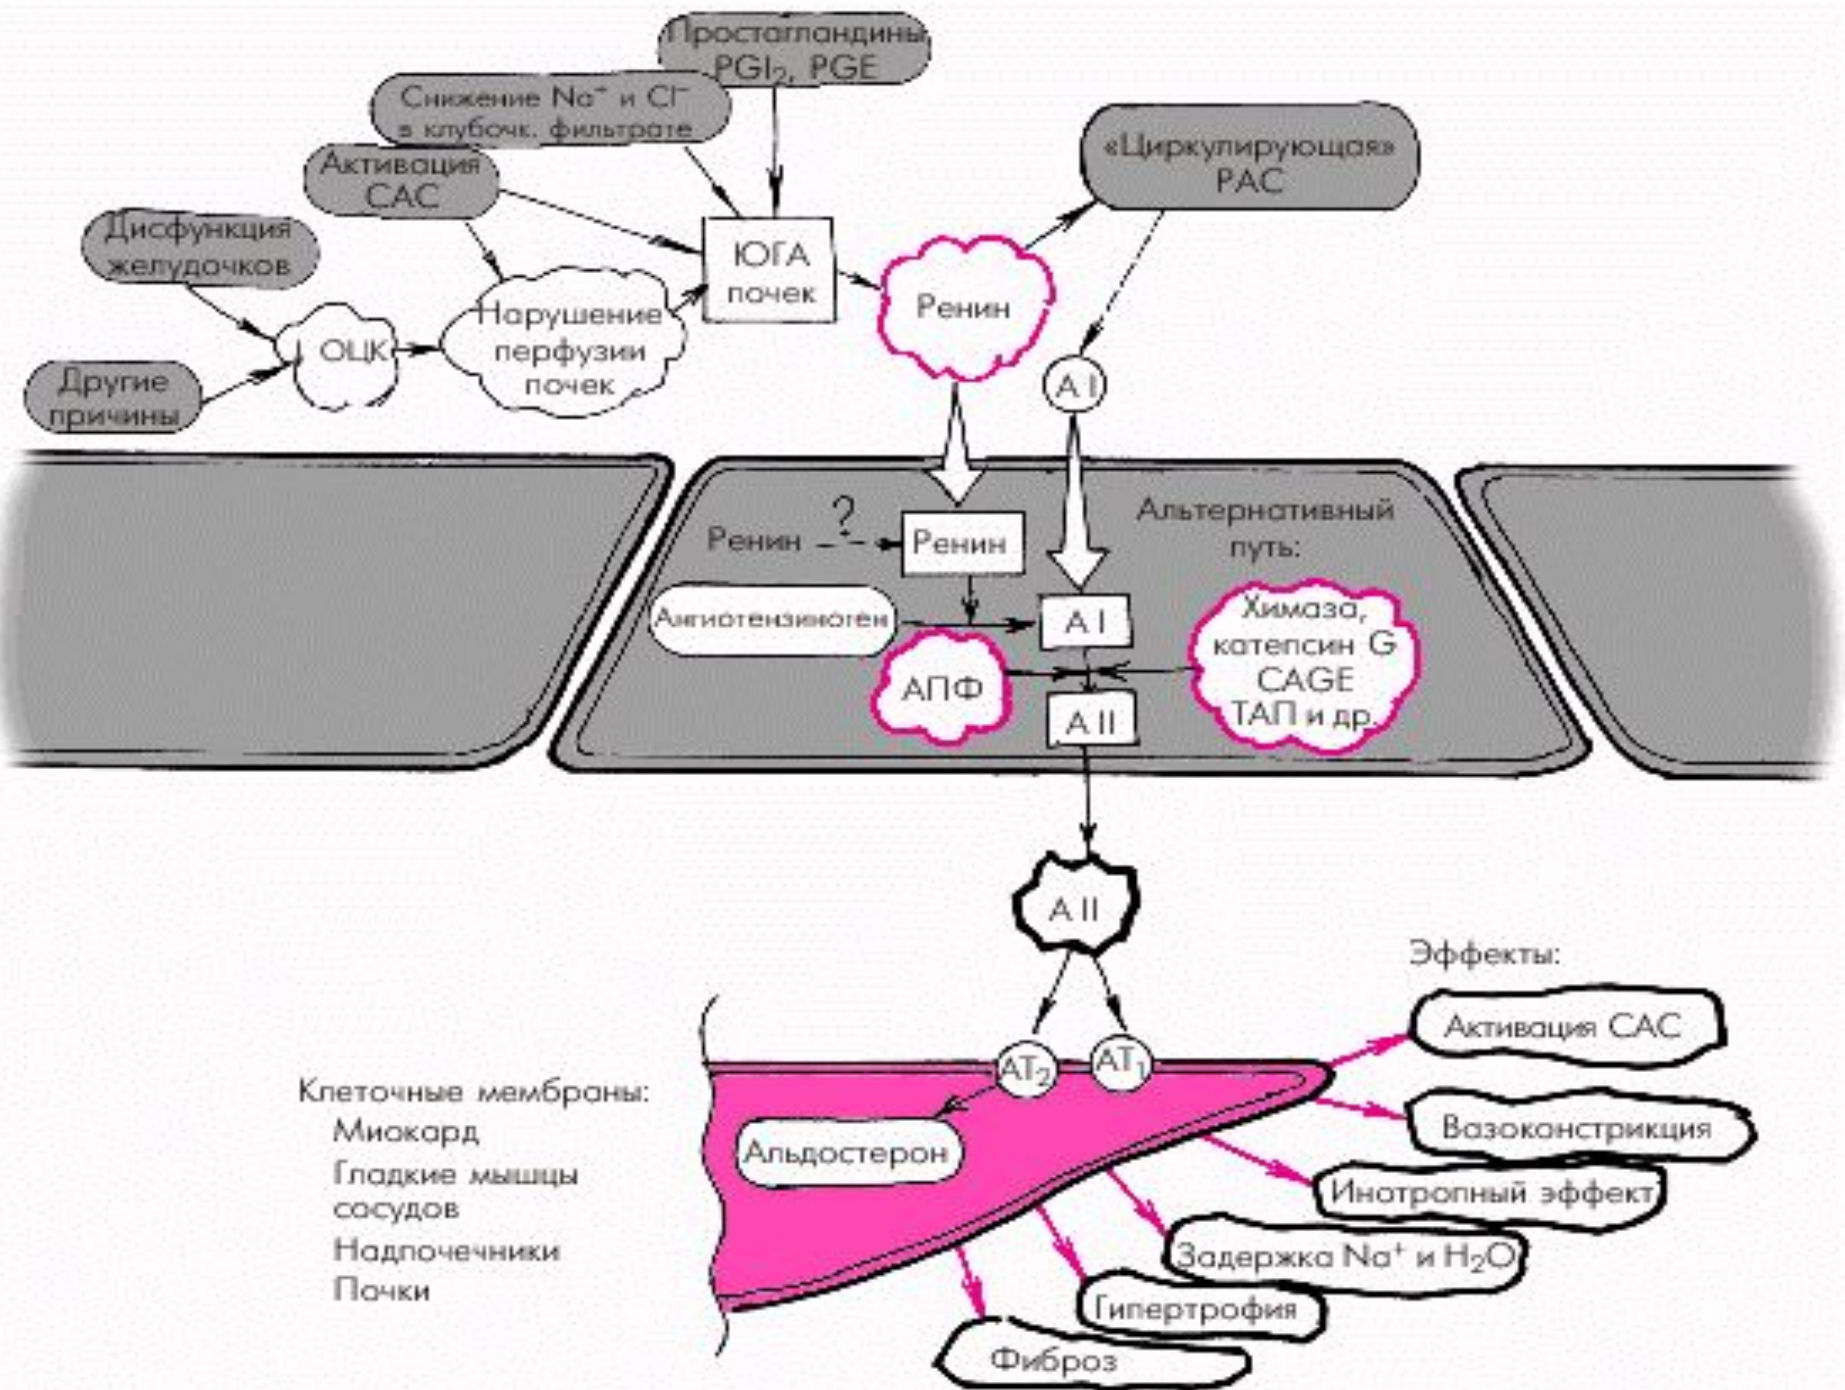 Простагландины
PGI₂, PGE
Снижение Na⁺ и Cl⁻
в клубочк. фильтрате
Активация
САС
«Циркулирующая»
РАС
Дисфункция
желудочков
ЮГА
почек
Ренин
Нарушение
перфузии
почек
ОЦК
Другие
причины
А I
Альтернативный
путь:
Ренин
?
Ренин
Ангиотензиноген
А I
Химаза,
катепсин G
CAGE
ТАП и др.
АПФ
А II
А II
Эффекты:
Активация САС
АТ₂
АТ₁
Клеточные мембраны:
Миокард
Гладкие мышцы
сосудов
Надпочечники
Почки
Альдостерон
Вазоконстрикция
Инотропный эффект
Задержка Na⁺ и H₂O
Гипертрофия
Фиброз